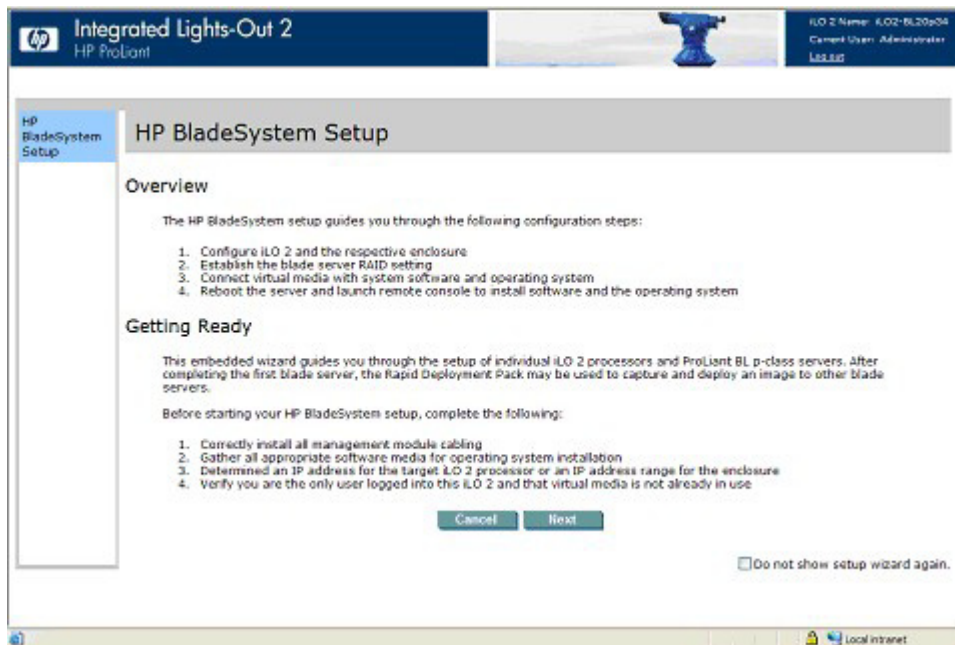 hp
Integrated Lights-Out 2
HP ProLiant
iLO 2 Name: iLO2-BL20p34
Current User: Administrator
Log out
HP
BladeSystem
Setup
HP BladeSystem Setup
Overview
The HP BladeSystem setup guides you through the following configuration steps:
1. Configure iLO 2 and the respective enclosure
2. Establish the blade server RAID setting
3. Connect virtual media with system software and operating system
4. Reboot the server and launch remote console to install software and the operating system
Getting Ready
This embedded wizard guides you through the setup of individual iLO 2 processors and ProLiant BL p-class servers. After
completing the first blade server, the Rapid Deployment Pack may be used to capture and deploy an image to other blade
servers.
Before starting your HP BladeSystem setup, complete the following:
1. Correctly install all management module cabling
2. Gather all appropriate software media for operating system installation
3. Determined an IP address for the target iLO 2 processor or an IP address range for the enclosure
4. Verify you are the only user logged into this iLO 2 and that virtual media is not already in use
Cancel Next
Do not show setup wizard again.
Local intranet